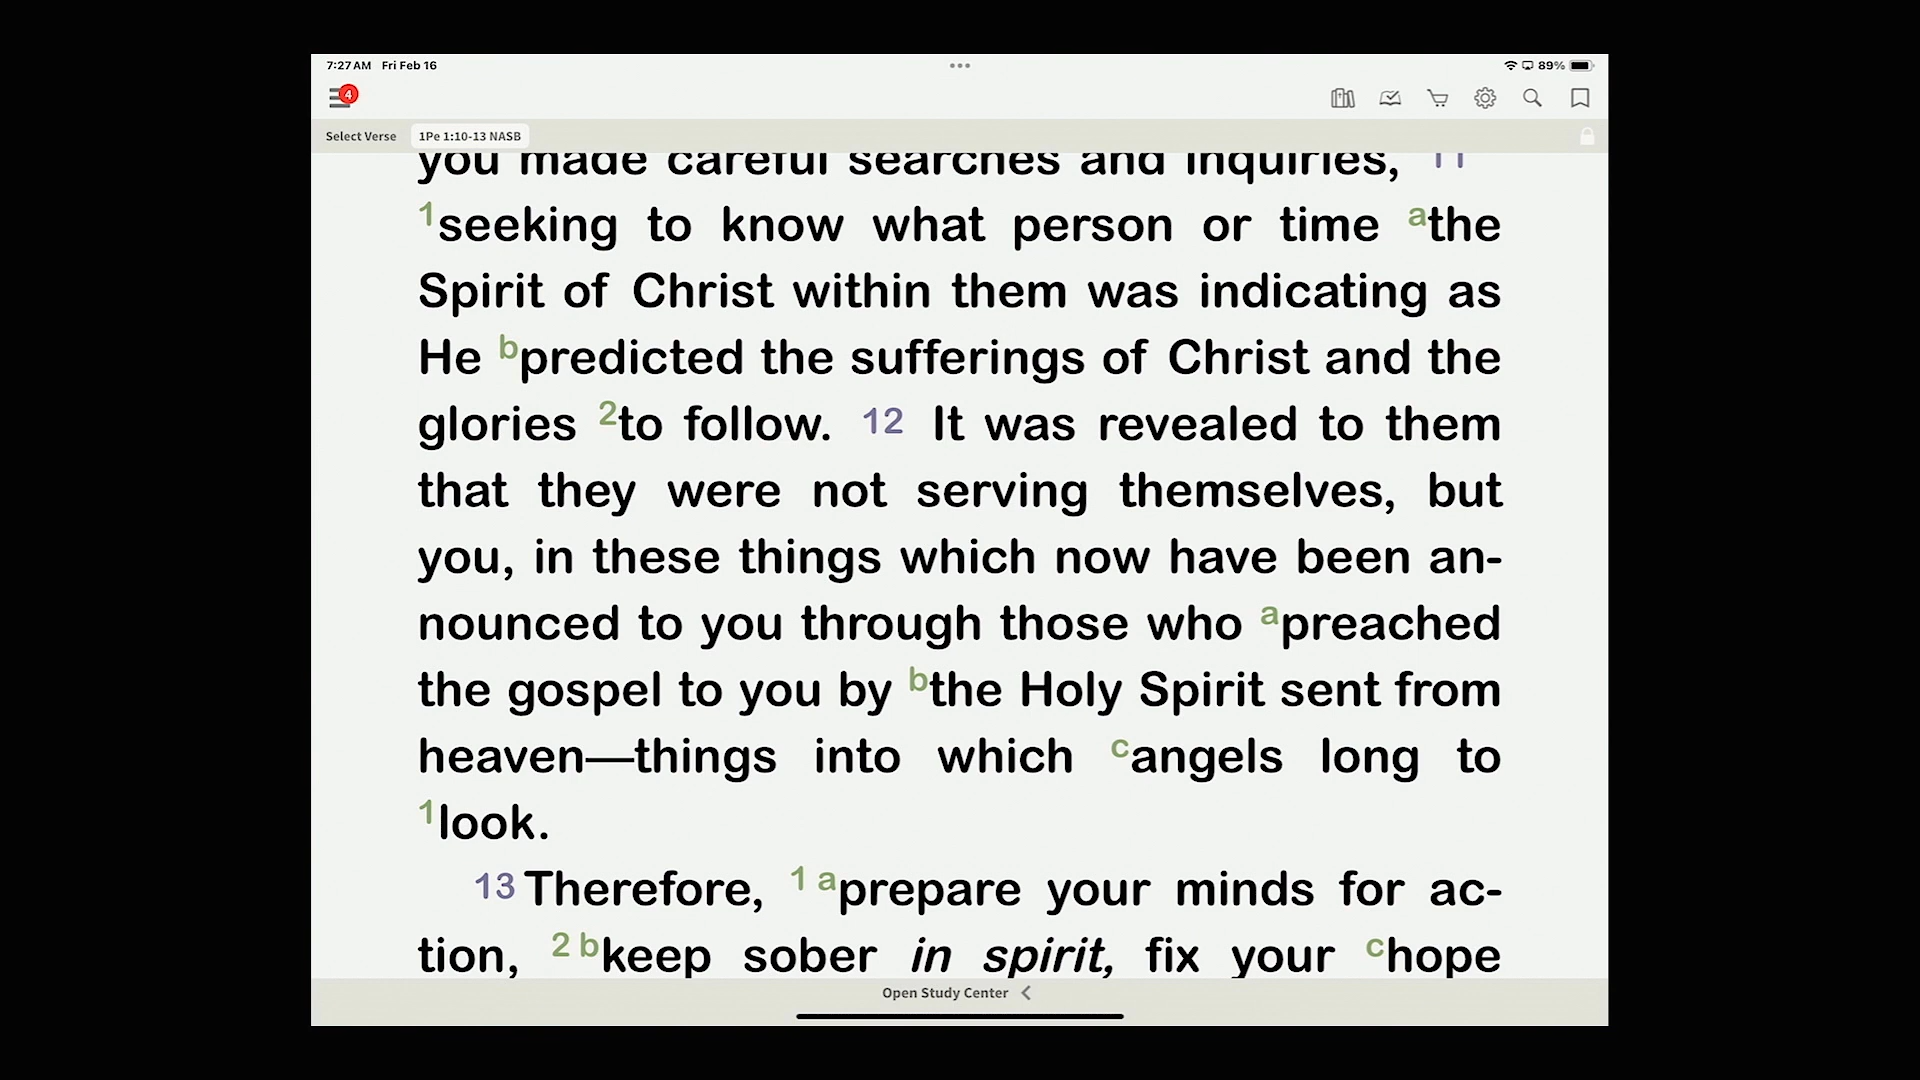 7:27 AM Fri Feb 16
89%
4
Select Verse 1Pe 1:10-13 NASB
you made careful searches and inquiries, 11
1seeking to know what person or time athe
Spirit of Christ within them was indicating as
He bpredicted the sufferings of Christ and the
glories 2to follow. 12 It was revealed to them
that they were not serving themselves, but
you, in these things which now have been an-
nounced to you through those who apreached
the gospel to you by bthe Holy Spirit sent from
heaven—things into which cangels long to
1look.
13 Therefore, 1 aprepare your minds for ac-
tion, 2 bkeep sober in spirit, fix your chope
Open Study Center